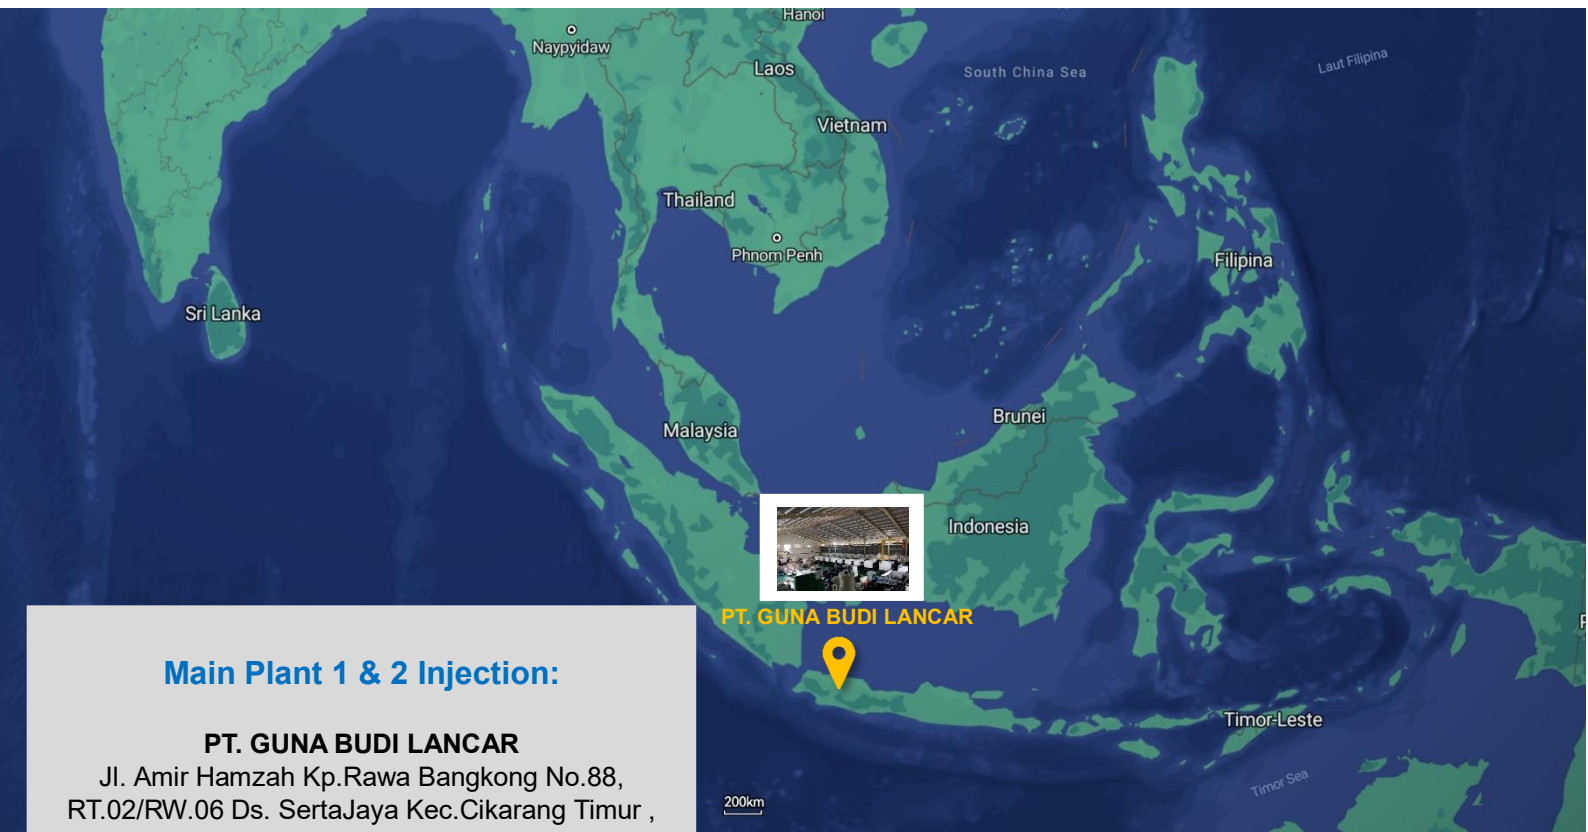 Hanoi
Naypyidaw
Laos
South China Sea
Laut Filipina
Vietnam
Thailand
Phnom Penh
Filipina
Sri Lanka
Brunei
Malaysia
Indonesia
PT. GUNA BUDI LANCAR
Timor-Leste
Timor Sea
200km
Main Plant 1 & 2 Injection:
PT. GUNA BUDI LANCAR
Jl. Amir Hamzah Kp.Rawa Bangkong No.88,
RT.02/RW.06 Ds. SertaJaya Kec.Cikarang Timur ,